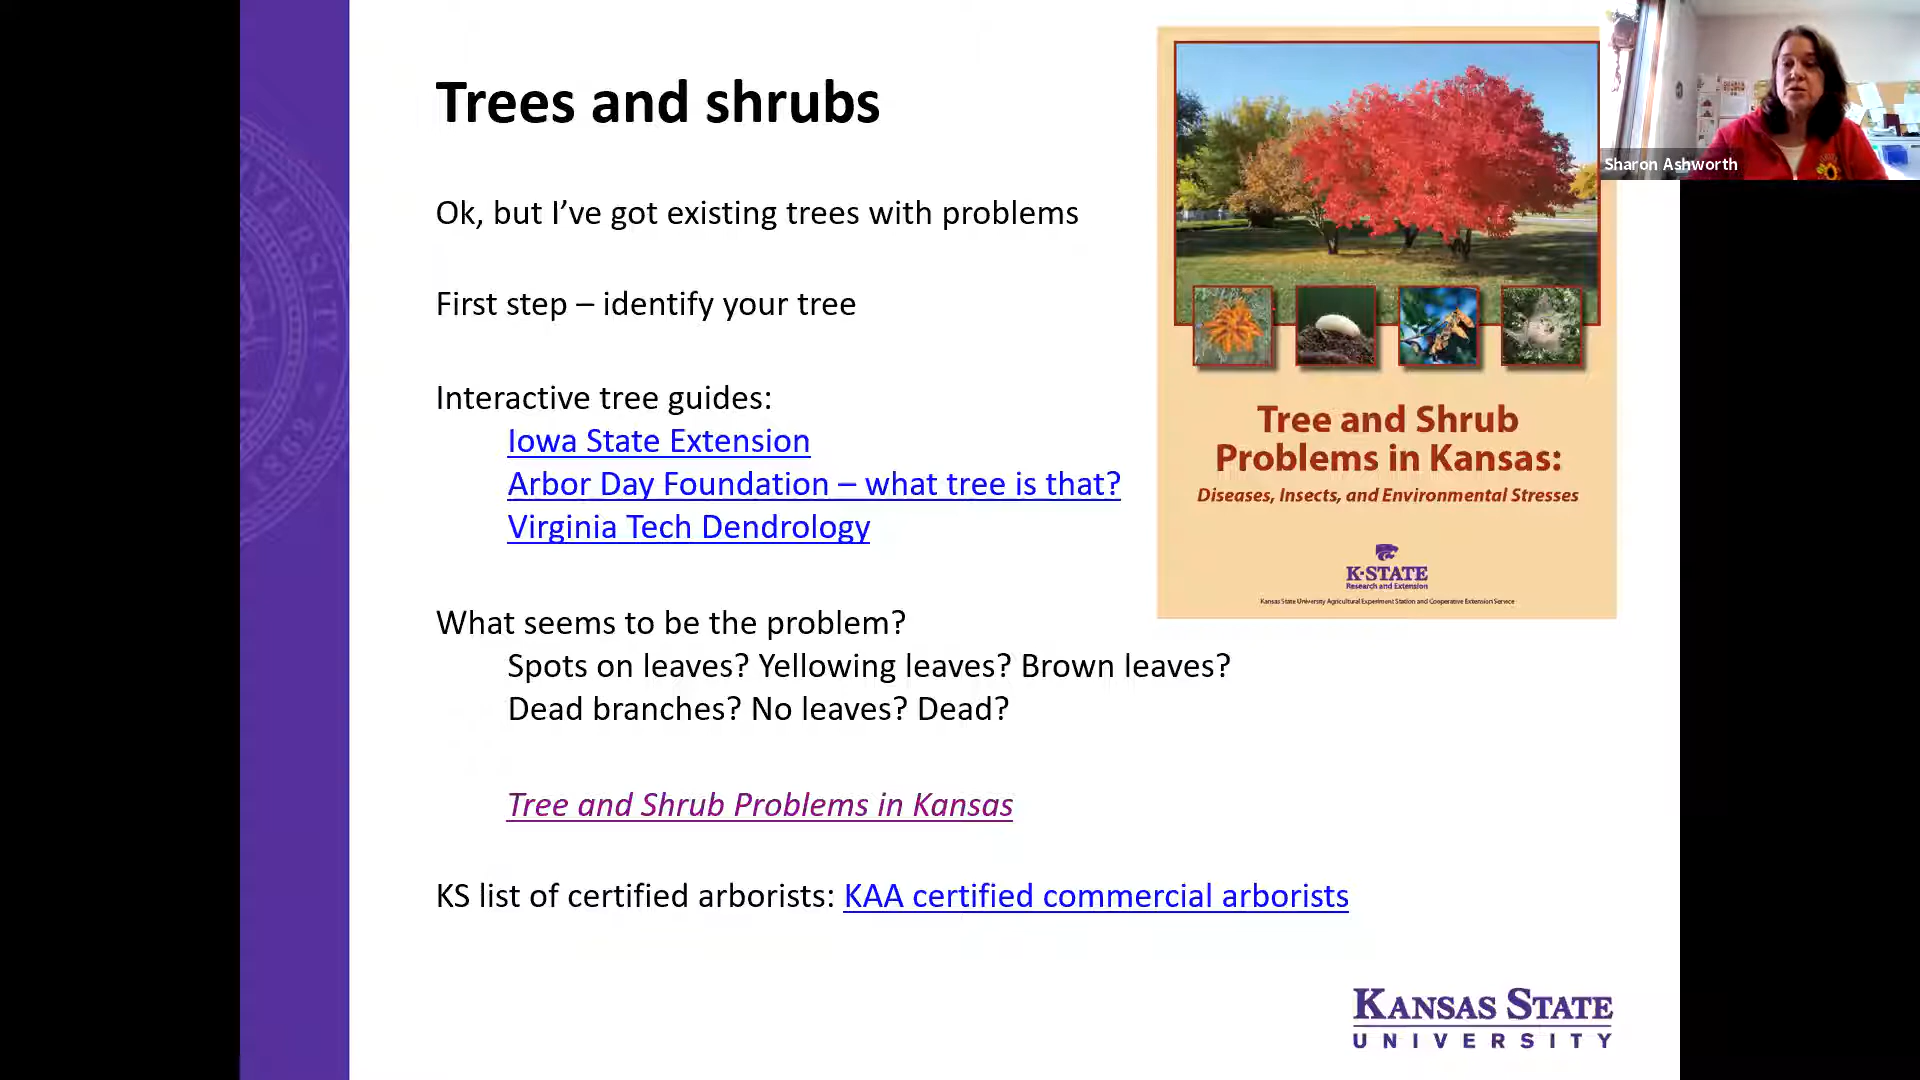 Trees and shrubs
Ok, but I’ve got existing trees with problems
First step – identify your tree
Interactive tree guides:
Iowa State Extension
Arbor Day Foundation – what tree is that?
Virginia Tech Dendrology
What seems to be the problem?
Spots on leaves? Yellowing leaves? Brown leaves?
Dead branches? No leaves? Dead?
Tree and Shrub Problems in Kansas
KS list of certified arborists: KAA certified commercial arborists
Tree and Shrub
Problems in Kansas:
Diseases, Insects, and Environmental Stresses
K-STATE
Research and Extension
Kansas State University Agricultural Experiment Station and Cooperative Extension Service
Sharon Ashworth
KANSAS STATE
UNIVERSITY